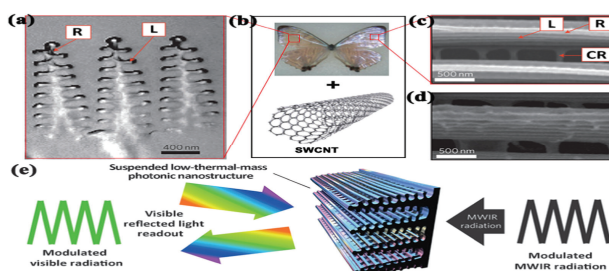 (a)
R
L
400 nm
(b)
+
SWCNT
(c)
L
R
CR
500 nm
(d)
500 nm
(e)
Suspended low-thermal-mass
photonic nanostructure
Visible
reflected light
readout
Modulated
visible radiation
MWIR
radiation
Modulated
MWIR radiation